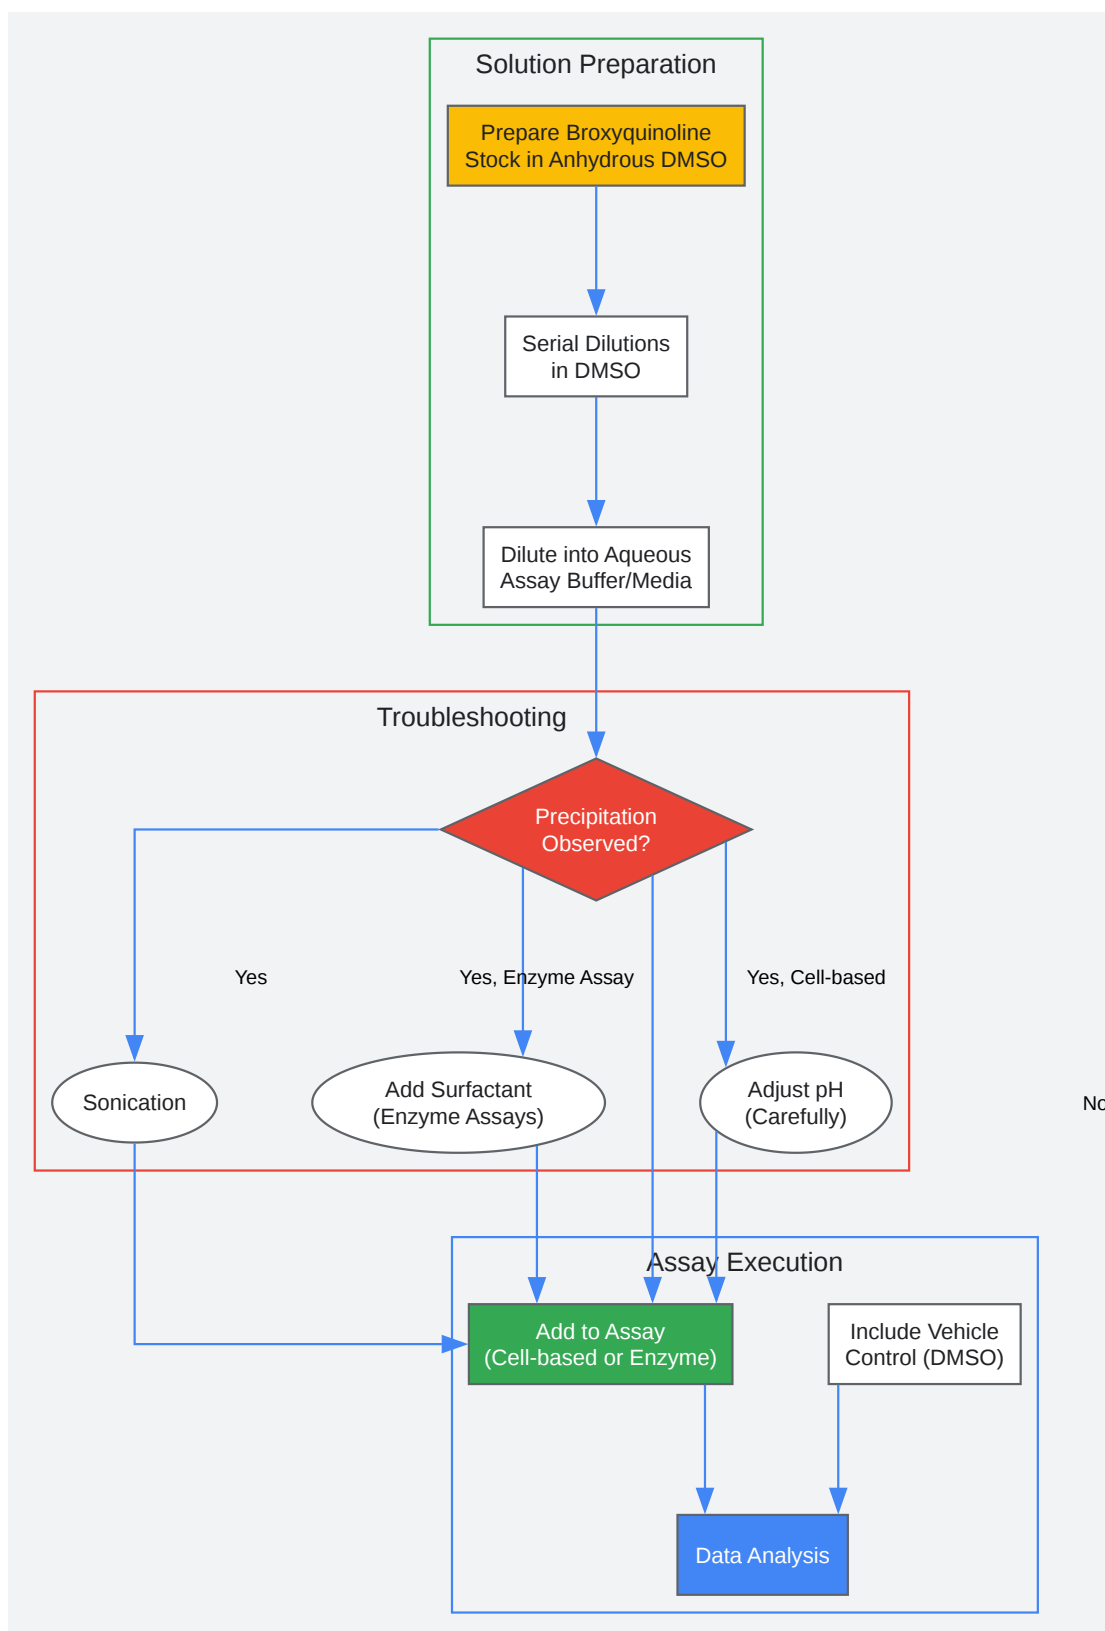 Solution Preparation
Prepare Broxyquinoline
Stock in Anhydrous DMSO
Serial Dilutions
in DMSO
Dilute into Aqueous
Assay Buffer/Media
Troubleshooting
Precipitation
Observed?
Yes
Yes, Enzyme Assay
Yes, Cell-based
Sonication
Add Surfactant
(Enzyme Assays)
Adjust pH
(Carefully)
No
Assay Execution
Add to Assay
(Cell-based or Enzyme)
Include Vehicle
Control (DMSO)
Data Analysis